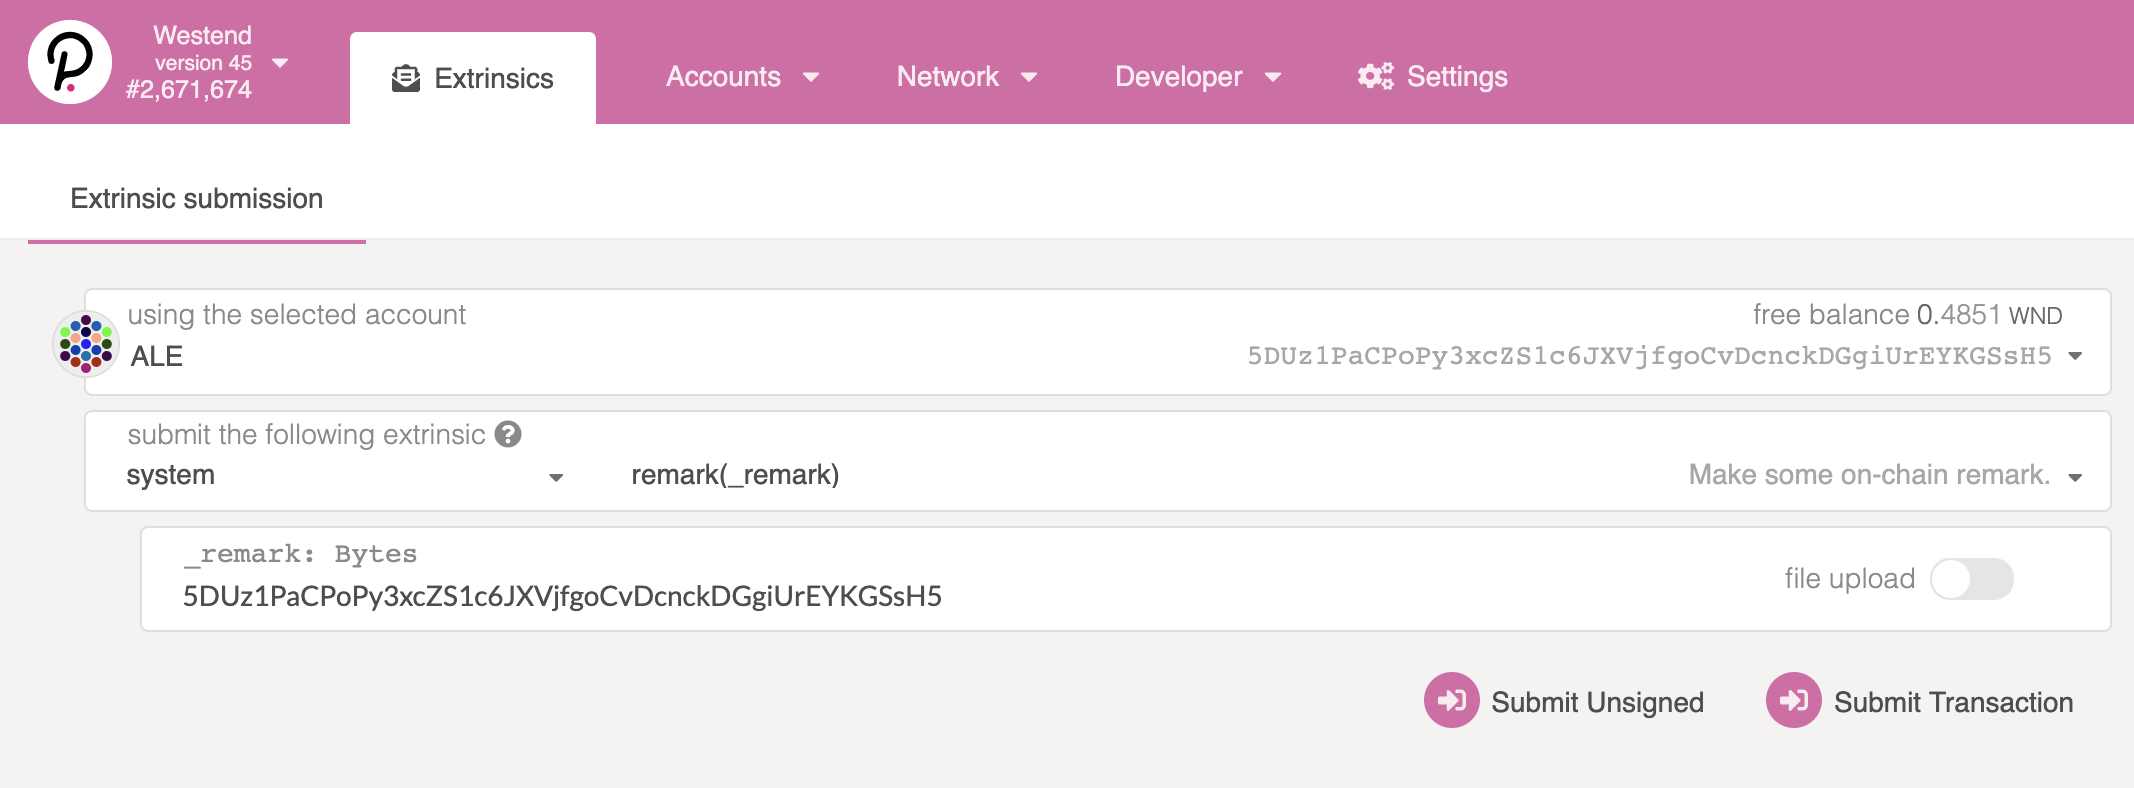 Westend
version 45
#2,671,674
Extrinsics
Accounts
Network
Developer
Settings
Extrinsic submission
using the selected account
free balance 0.4851 WND
ALE
5DUz1PaCPoPy3xcZS1c6JXVjfgoCvDcnckDGgiUrEYKGSsH5
submit the following extrinsic ?
system
remark(_remark)
Make some on-chain remark.
_remark: Bytes
5DUz1PaCPoPy3xcZS1c6JXVjfgoCvDcnckDGgiUrEYKGSsH5
file upload
Submit Unsigned
Submit Transaction